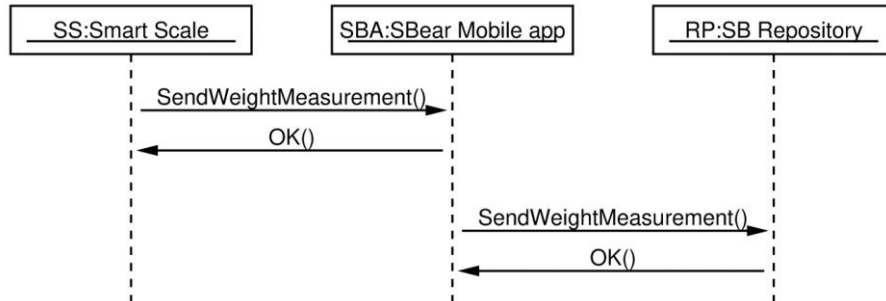 SS:Smart Scale
SBA:SBear Mobile app
RP:SB Repository
SendWeightMeasurement()
OK()
SendWeightMeasurement()
OK()